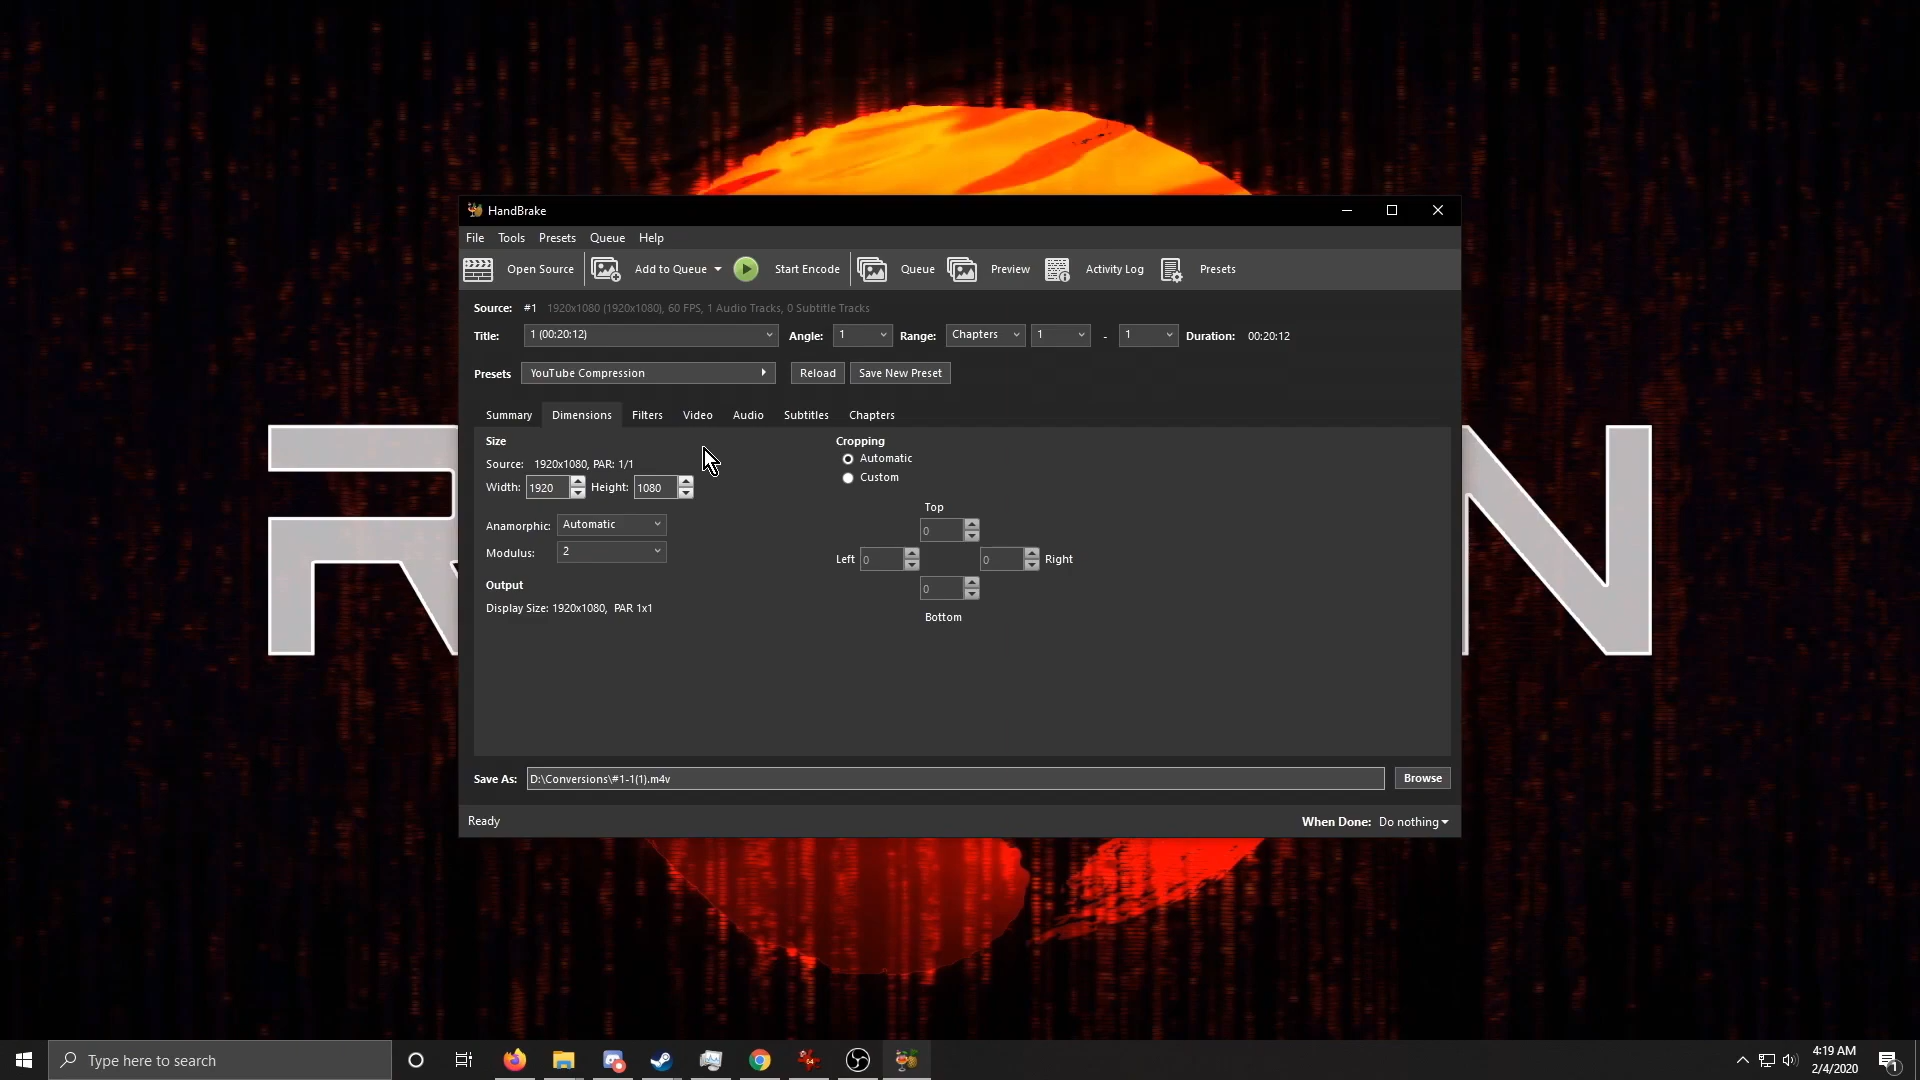 HandBrake
File Tools Presets Queue Help
Open Source Add to Queue Start Encode Queue Preview Activity Log Presets
Source: #1 1920x1080 (1920x1080), 60 FPS, 1 Audio Tracks, 0 Subtitle Tracks
Title: 1 (00:20:12) Angle: 1 Range: Chapters 1 - 1 Duration: 00:20:12
Presets YouTube Compression Reload Save New Preset
Summary Dimensions Filters Video Audio Subtitles Chapters
Size
Source: 1920x1080, PAR: 1/1
Width: 1920 Height: 1080
Anamorphic: Automatic
Modulus: 2
Output
Display Size: 1920x1080, PAR 1x1
Cropping
Automatic
Custom
Top
0
Left 0 0 Right
0
Bottom
Save As: D:\Conversions\#1-1(1).m4v Browse
Ready When Done: Do nothing
R N
Type here to search
4:19 AM
2/4/2020
1